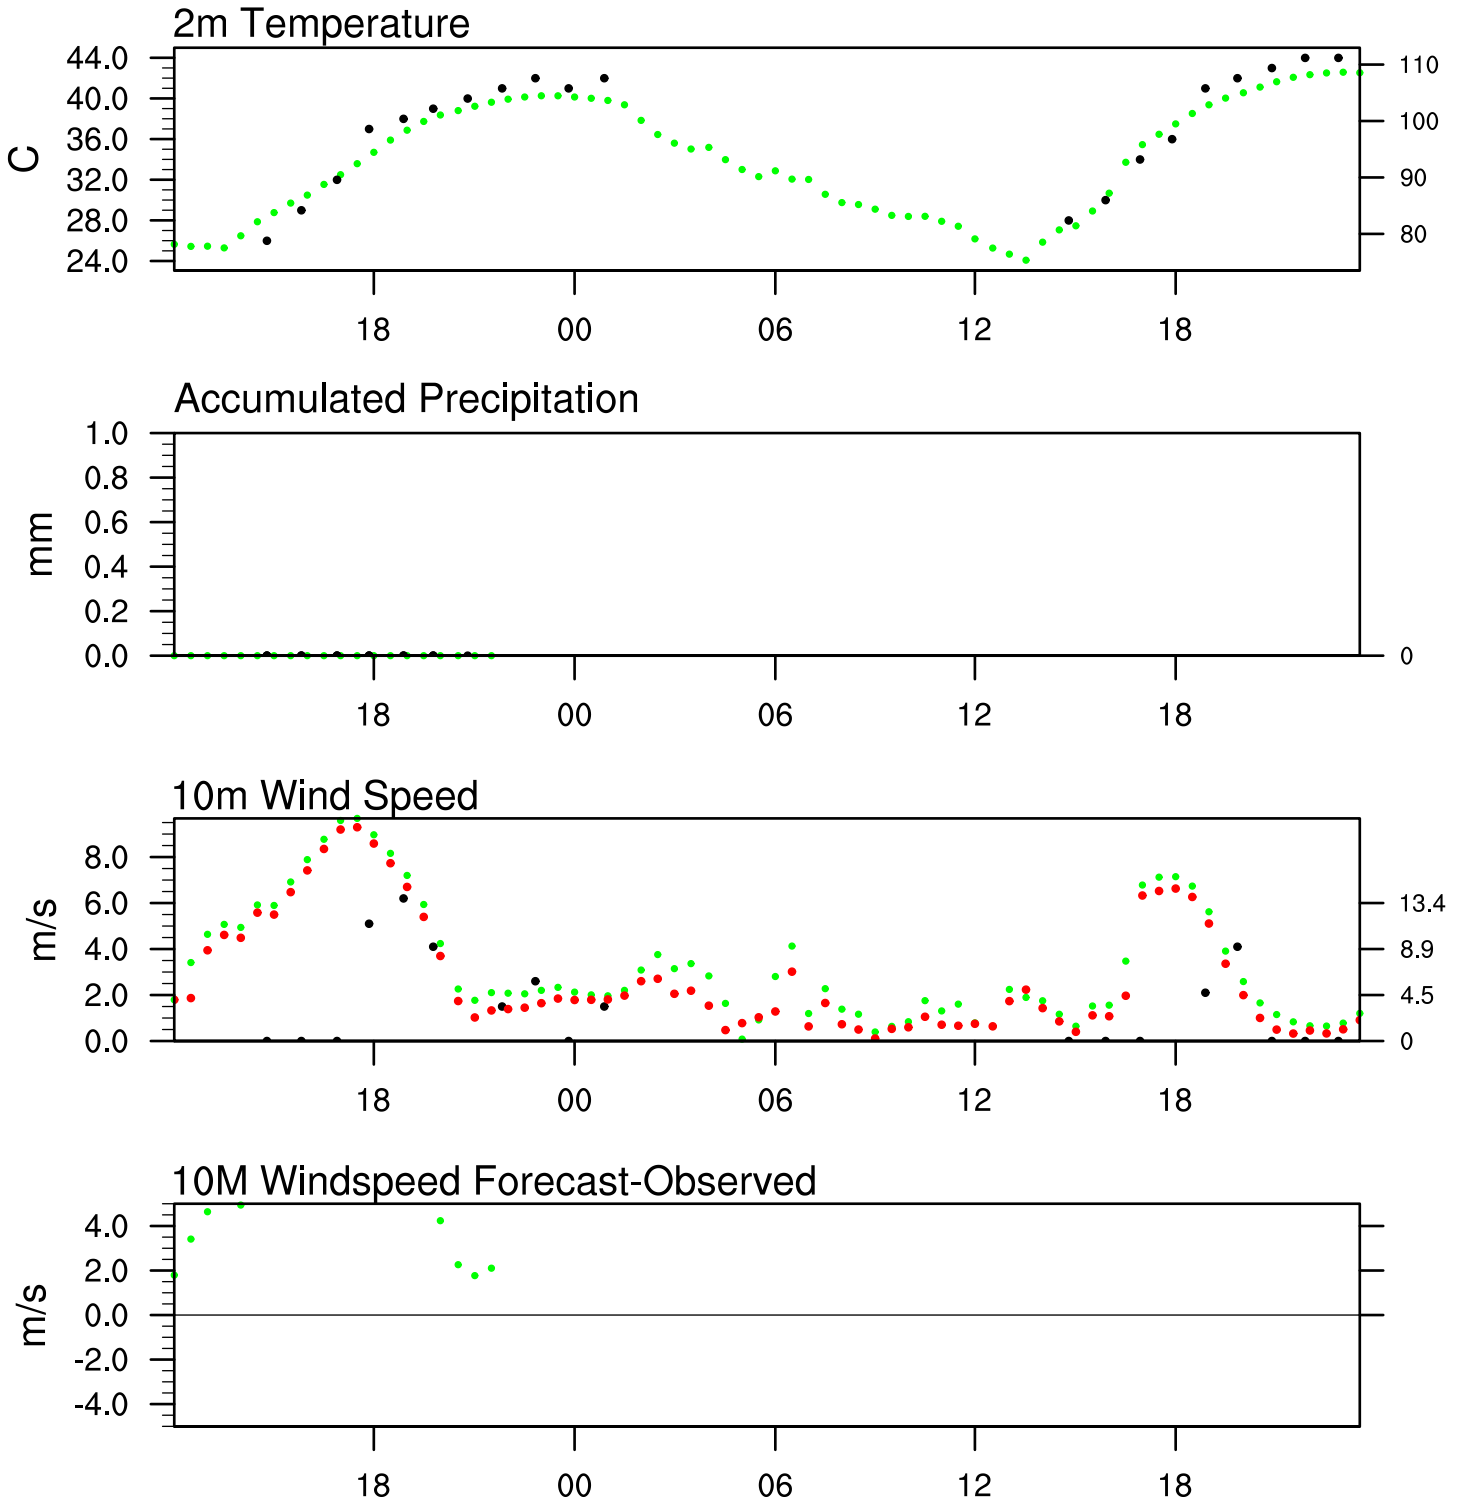 2m Temperature
44.0
40.0
36.0
32.0
28.0
24.0
C
110
100
90
80
18 00 06 12 18
Accumulated Precipitation
1.0
0.8
0.6
0.4
0.2
0.0
mm
0
18 00 06 12 18
10m Wind Speed
8.0
6.0
4.0
2.0
0.0
m/s
13.4
8.9
4.5
0
18 00 06 12 18
10M Windspeed Forecast-Observed
4.0
2.0
0.0
-2.0
-4.0
m/s
18 00 06 12 18